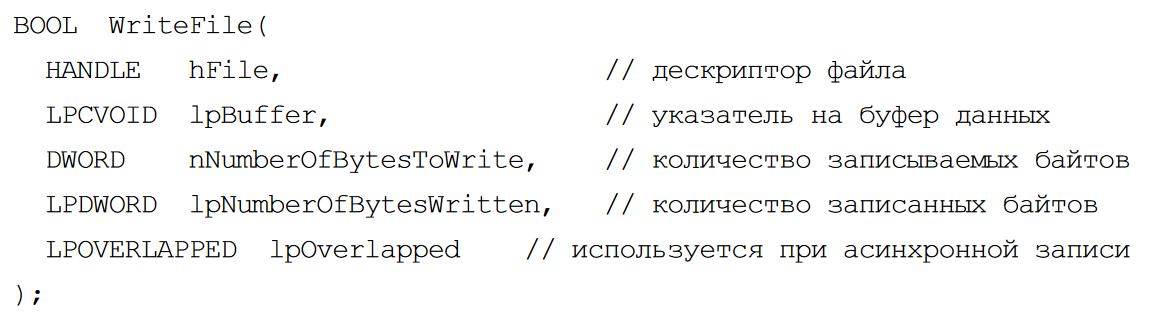 BOOL WriteFile(
HANDLE hFile, // дескриптор файла
LPCVOID lpBuffer, // указатель на буфер данных
DWORD nNumberOfBytesToWrite, // количество записываемых байтов
LPDWORD lpNumberOfBytesWritten, // количество записанных байтов
LPOVERLAPPED lpOverlapped // используется при асинхронной записи
);